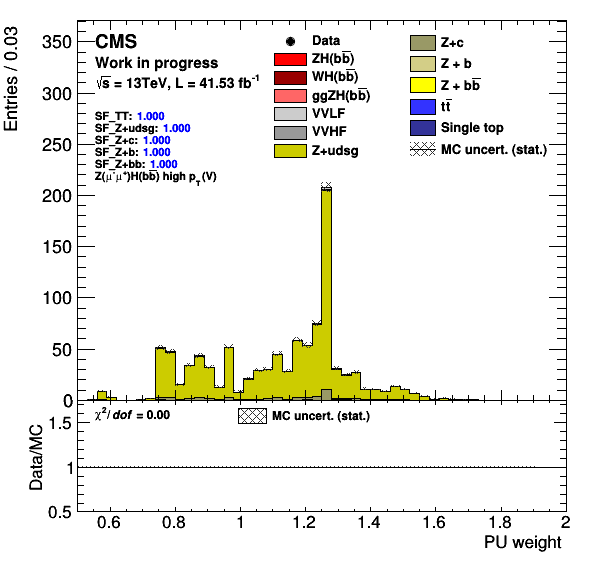 CMS
Work in progress
√s = 13TeV, L = 41.53 fb⁻¹
SF_TT: 1.000
SF_Z+udsg: 1.000
SF_Z+c: 1.000
SF_Z+b: 1.000
SF_Z+bb: 1.000
Z(μ⁻μ⁺)H(bb̅) high p_T(V)
Data
ZH(bb̅)
WH(bb̅)
ggZH(bb̅)
VVLF
VVHF
Z+udsg
Z+c
Z + b
Z + bb̅
tt̅
Single top
MC uncert. (stat.)
Entries / 0.03
350
300
250
200
150
100
50
0
χ²/dof = 0.00
MC uncert. (stat.)
Data/MC
1.5
1
0.5
0.6 0.8 1 1.2 1.4 1.6 1.8 2
PU weight